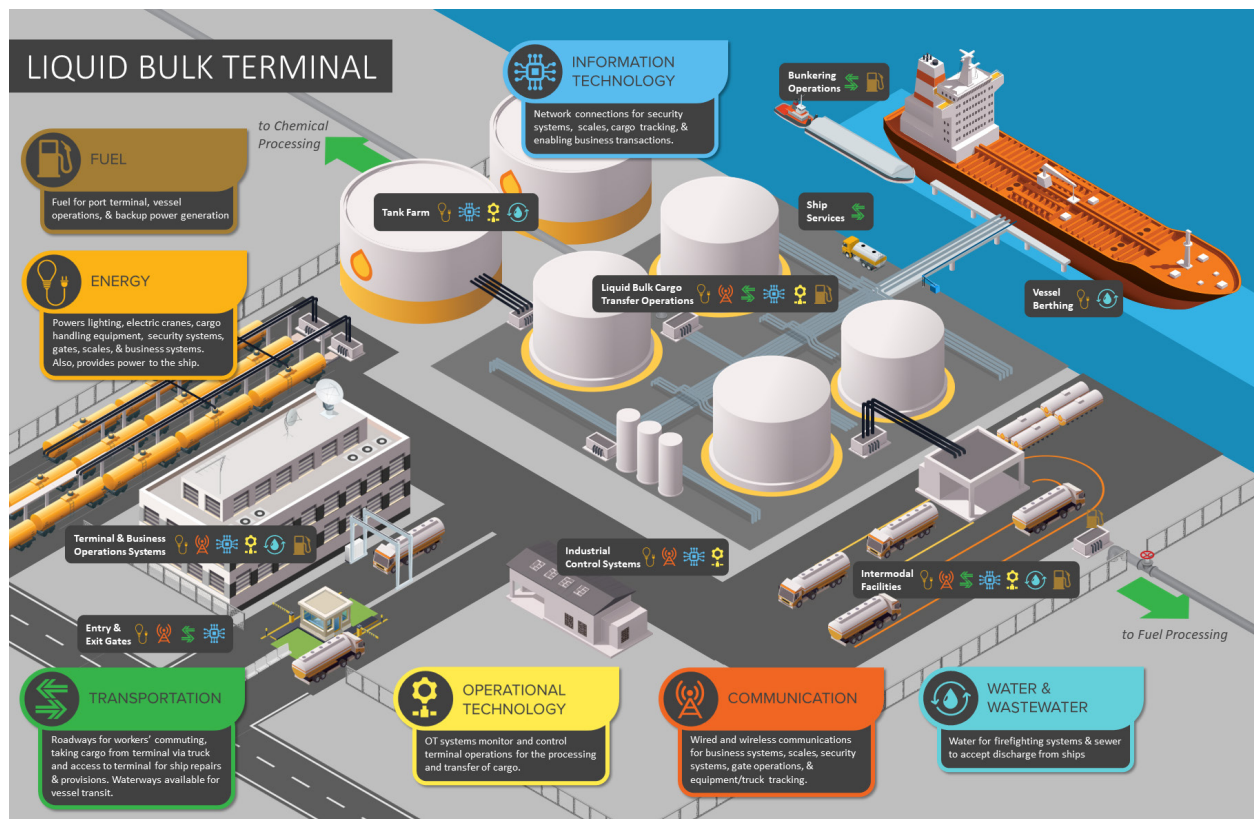 LIQUID BULK TERMINAL
INFORMATION
TECHNOLOGY
Network connections for security
systems, scales, cargo tracking, &
enabling business transactions.
Bunkering
Operations
to Chemical
Processing
FUEL
Fuel for port terminal, vessel
operations, & backup power generation
Tank Farm
Ship
Services
ENERGY
Powers lighting, electric cranes, cargo
handling equipment, security systems,
gates, scales, & business systems.
Also, provides power to the ship.
Liquid Bulk Cargo
Transfer Operations
Vessel
Berthing
Terminal & Business
Operations Systems
Industrial
Control Systems
Intermodal
Facilities
Entry &
Exit Gates
to Fuel Processing
TRANSPORTATION
Roadways for workers' commuting,
taking cargo from terminal via truck
and access to terminal for ship repairs
& provisions. Waterways available for
vessel transit.
OPERATIONAL
TECHNOLOGY
OT systems monitor and control
terminal operations for the processing
and transfer of cargo.
COMMUNICATION
Wired and wireless communications
for business systems, scales, security
systems, gate operations, &
equipment/truck tracking.
WATER &
WASTEWATER
Water for firefighting systems & sewer
to accept discharge from ships